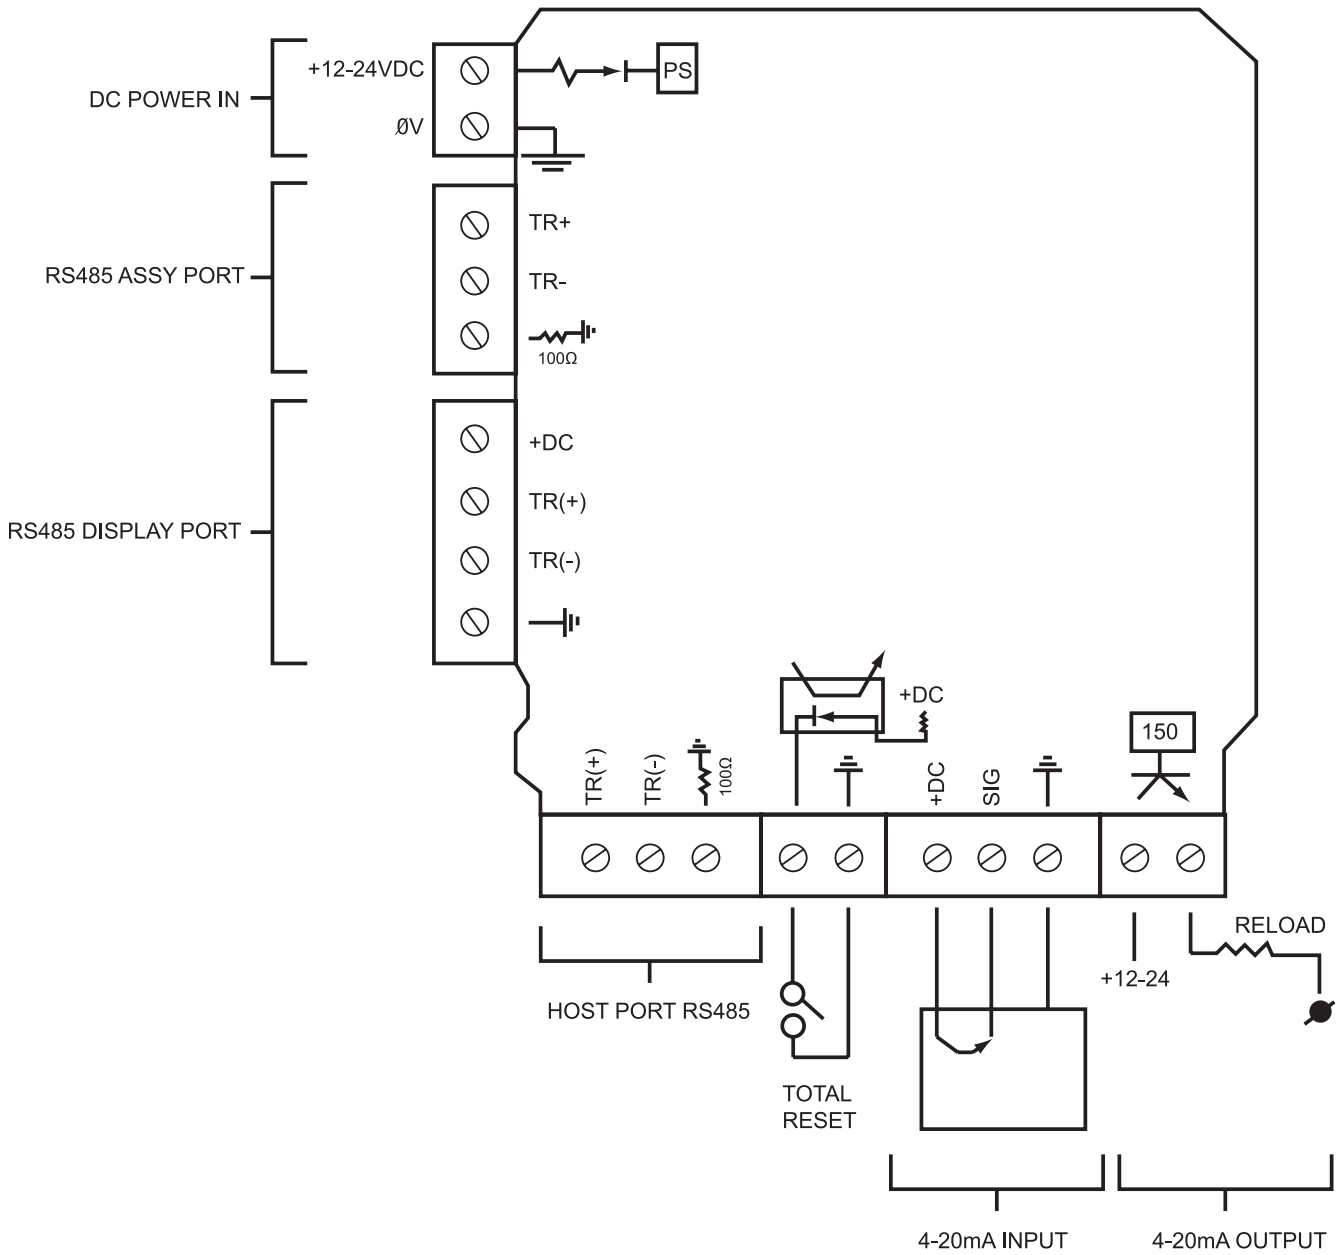 +12-24VDC
PS
DC POWER IN
ØV
TR+
RS485 ASSY PORT
TR-
100Ω
+DC
TR(+)
RS485 DISPLAY PORT
TR(-)
+DC
150
TR(+)
TR(-)
100Ω
+DC
SIG
RELOAD
+12-24
HOST PORT RS485
TOTAL
RESET
4-20mA INPUT
4-20mA OUTPUT